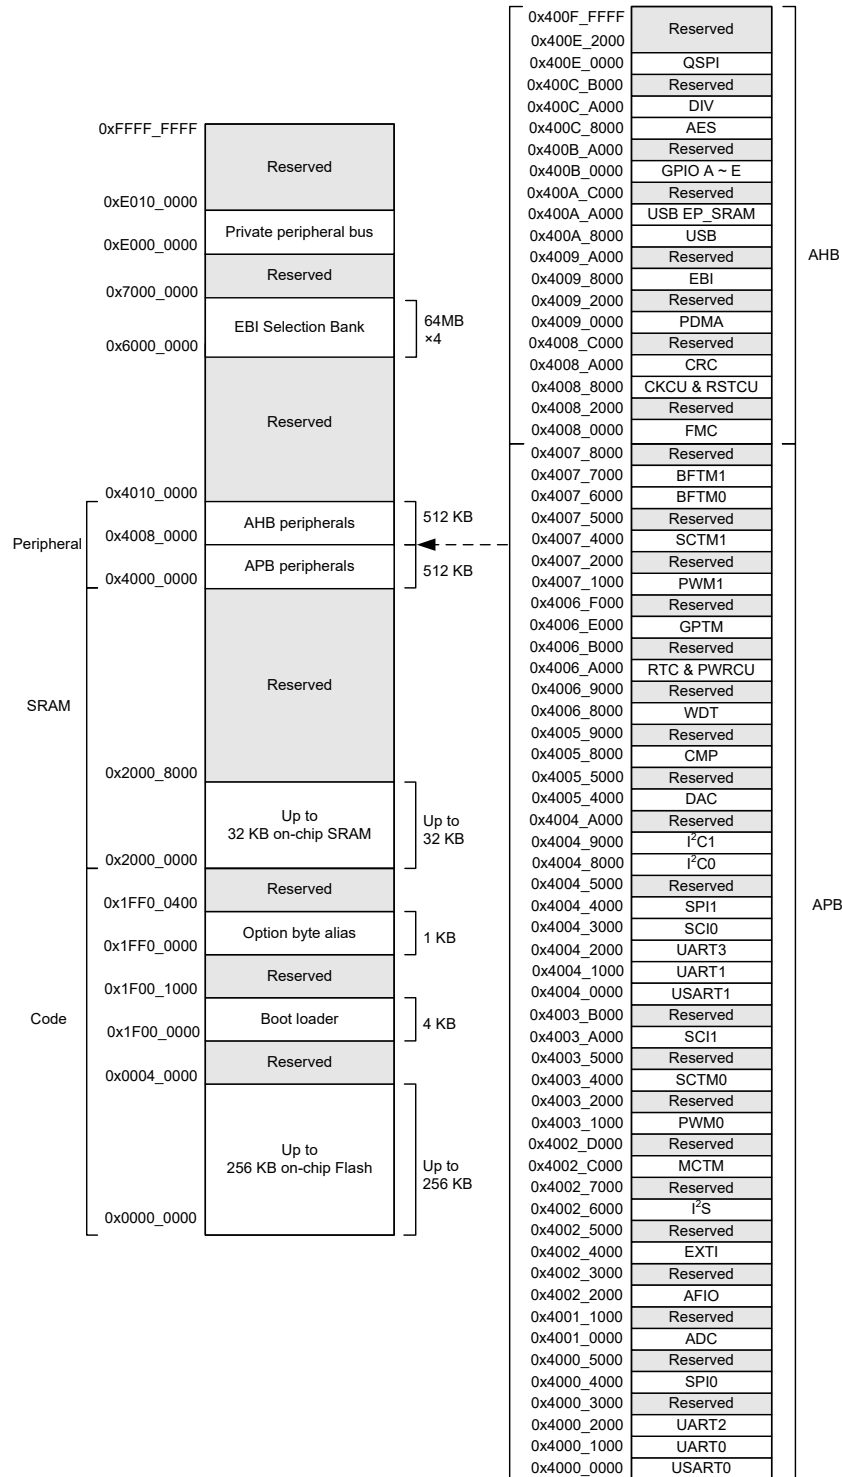 0xFFFF_FFFF
Reserved
0xE010_0000
Private peripheral bus
0xE000_0000
Reserved
0x7000_0000
EBI Selection Bank
64MB
×4
0x6000_0000
Reserved
0x4010_0000
AHB peripherals
512 KB
0x4008_0000
Peripheral
APB peripherals
512 KB
0x4000_0000
Reserved
SRAM
0x2000_8000
Up to
32 KB on-chip SRAM
Up to
32 KB
0x2000_0000
Reserved
0x1FF0_0400
Option byte alias
1 KB
0x1FF0_0000
Reserved
0x1F00_1000
Code
Boot loader
4 KB
0x1F00_0000
Reserved
0x0004_0000
Up to
256 KB on-chip Flash
Up to
256 KB
0x0000_0000
0x400F_FFFF
Reserved
0x400E_2000
0x400E_0000 QSPI
0x400C_B000 Reserved
0x400C_A000 DIV
0x400C_8000 AES
0x400B_A000 Reserved
0x400B_0000 GPIO A ~ E
0x400A_C000 Reserved
0x400A_A000 USB EP_SRAM
0x400A_8000 USB
0x4009_A000 Reserved
AHB
0x4009_8000 EBI
0x4009_2000 Reserved
0x4009_0000 PDMA
0x4008_C000 Reserved
0x4008_A000 CRC
0x4008_8000 CKCU & RSTCU
0x4008_2000 Reserved
0x4008_0000 FMC
0x4007_8000 Reserved
0x4007_7000 BFTM1
0x4007_6000 BFTM0
0x4007_5000 Reserved
0x4007_4000 SCTM1
0x4007_2000 Reserved
0x4007_1000 PWM1
0x4006_F000 Reserved
0x4006_E000 GPTM
0x4006_B000 Reserved
0x4006_A000 RTC & PWRCU
0x4006_9000 Reserved
0x4006_8000 WDT
0x4005_9000 Reserved
0x4005_8000 CMP
0x4005_5000 Reserved
0x4005_4000 DAC
0x4004_A000 Reserved
0x4004_9000 I²C1
0x4004_8000 I²C0
0x4004_5000 Reserved
0x4004_4000 SPI1
APB
0x4004_3000 SCI0
0x4004_2000 UART3
0x4004_1000 UART1
0x4004_0000 USART1
0x4003_B000 Reserved
0x4003_A000 SCI1
0x4003_5000 Reserved
0x4003_4000 SCTM0
0x4003_2000 Reserved
0x4003_1000 PWM0
0x4002_D000 Reserved
0x4002_C000 MCTM
0x4002_7000 Reserved
0x4002_6000 I²S
0x4002_5000 Reserved
0x4002_4000 EXTI
0x4002_3000 Reserved
0x4002_2000 AFIO
0x4001_1000 Reserved
0x4001_0000 ADC
0x4000_5000 Reserved
0x4000_4000 SPI0
0x4000_3000 Reserved
0x4000_2000 UART2
0x4000_1000 UART0
0x4000_0000 USART0